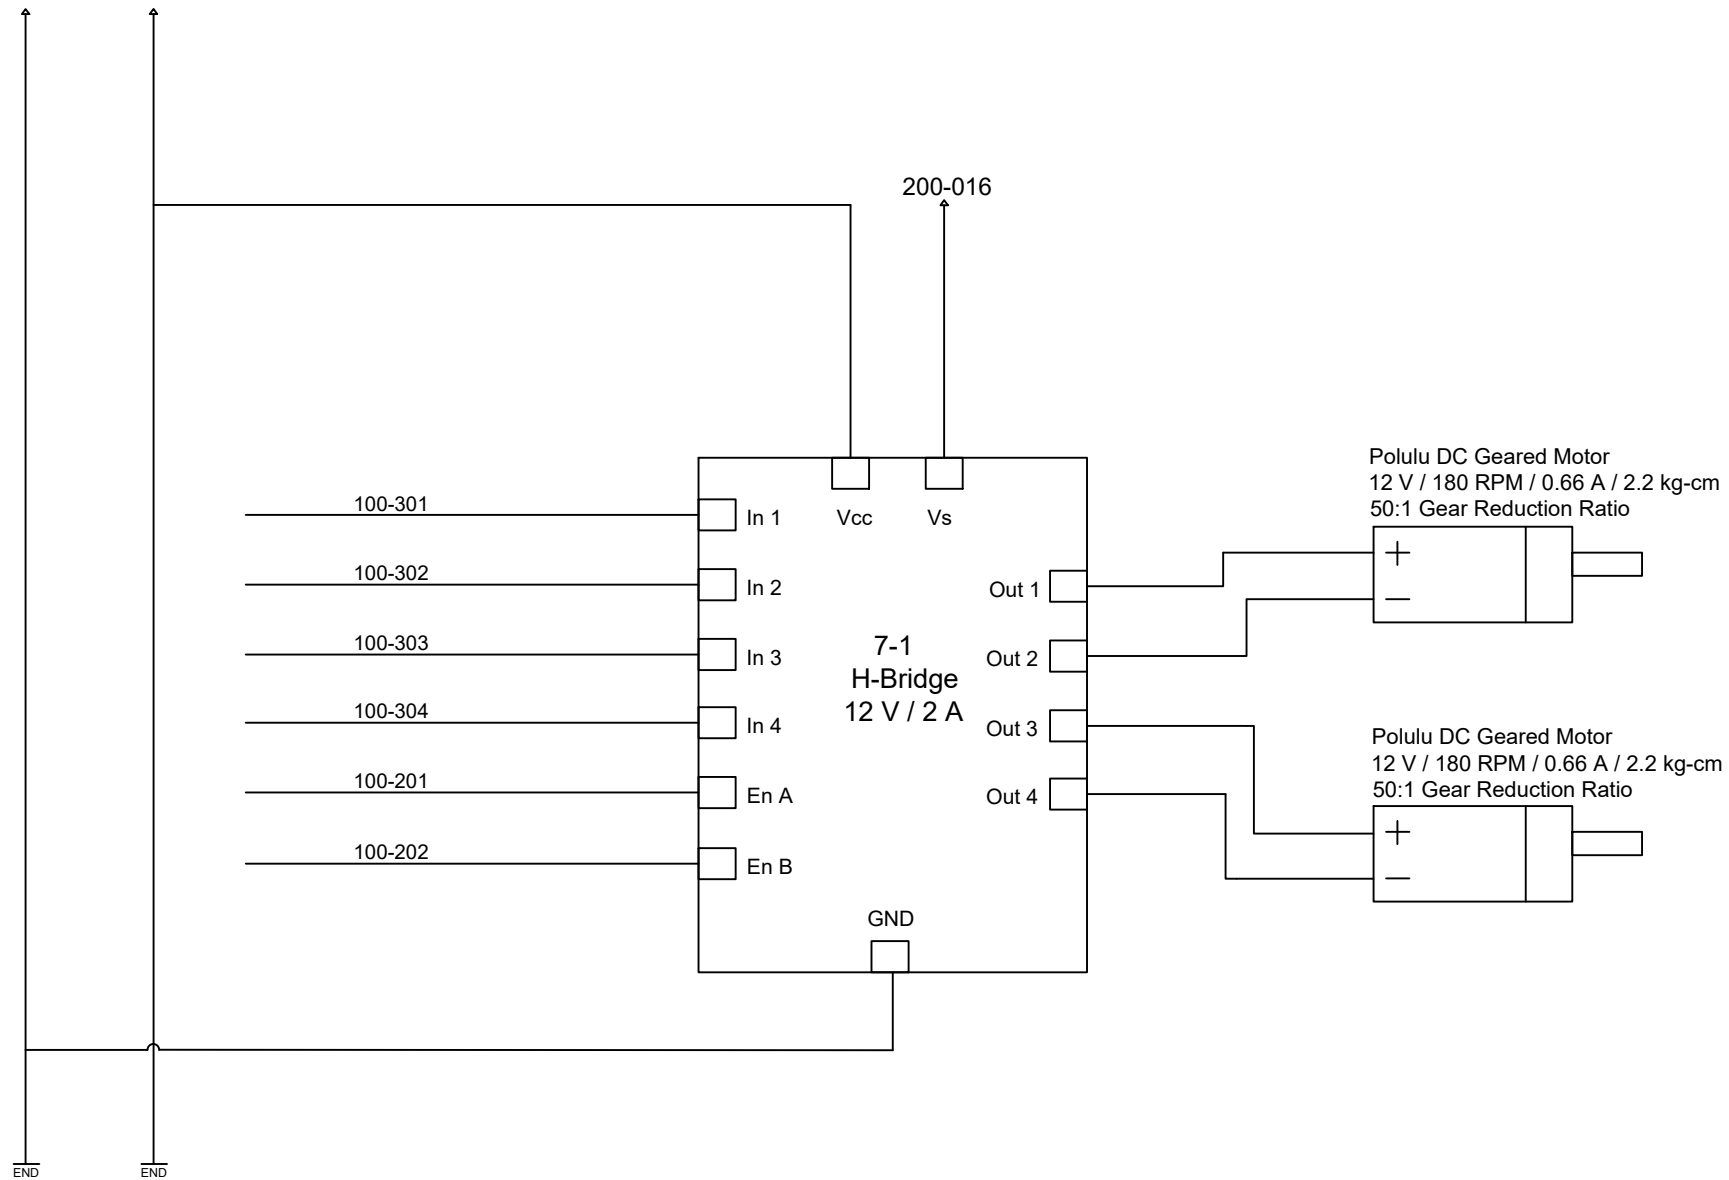 200-016
Polulu DC Geared Motor
12 V / 180 RPM / 0.66 A / 2.2 kg-cm
50:1 Gear Reduction Ratio
100-301
In 1
Vcc
Vs
+
100-302
In 2
Out 1
—
100-303
In 3
7-1
H-Bridge
12 V / 2 A
Out 2
100-304
In 4
Out 3
Polulu DC Geared Motor
12 V / 180 RPM / 0.66 A / 2.2 kg-cm
50:1 Gear Reduction Ratio
100-201
En A
Out 4
+
100-202
En B
—
GND
END
END